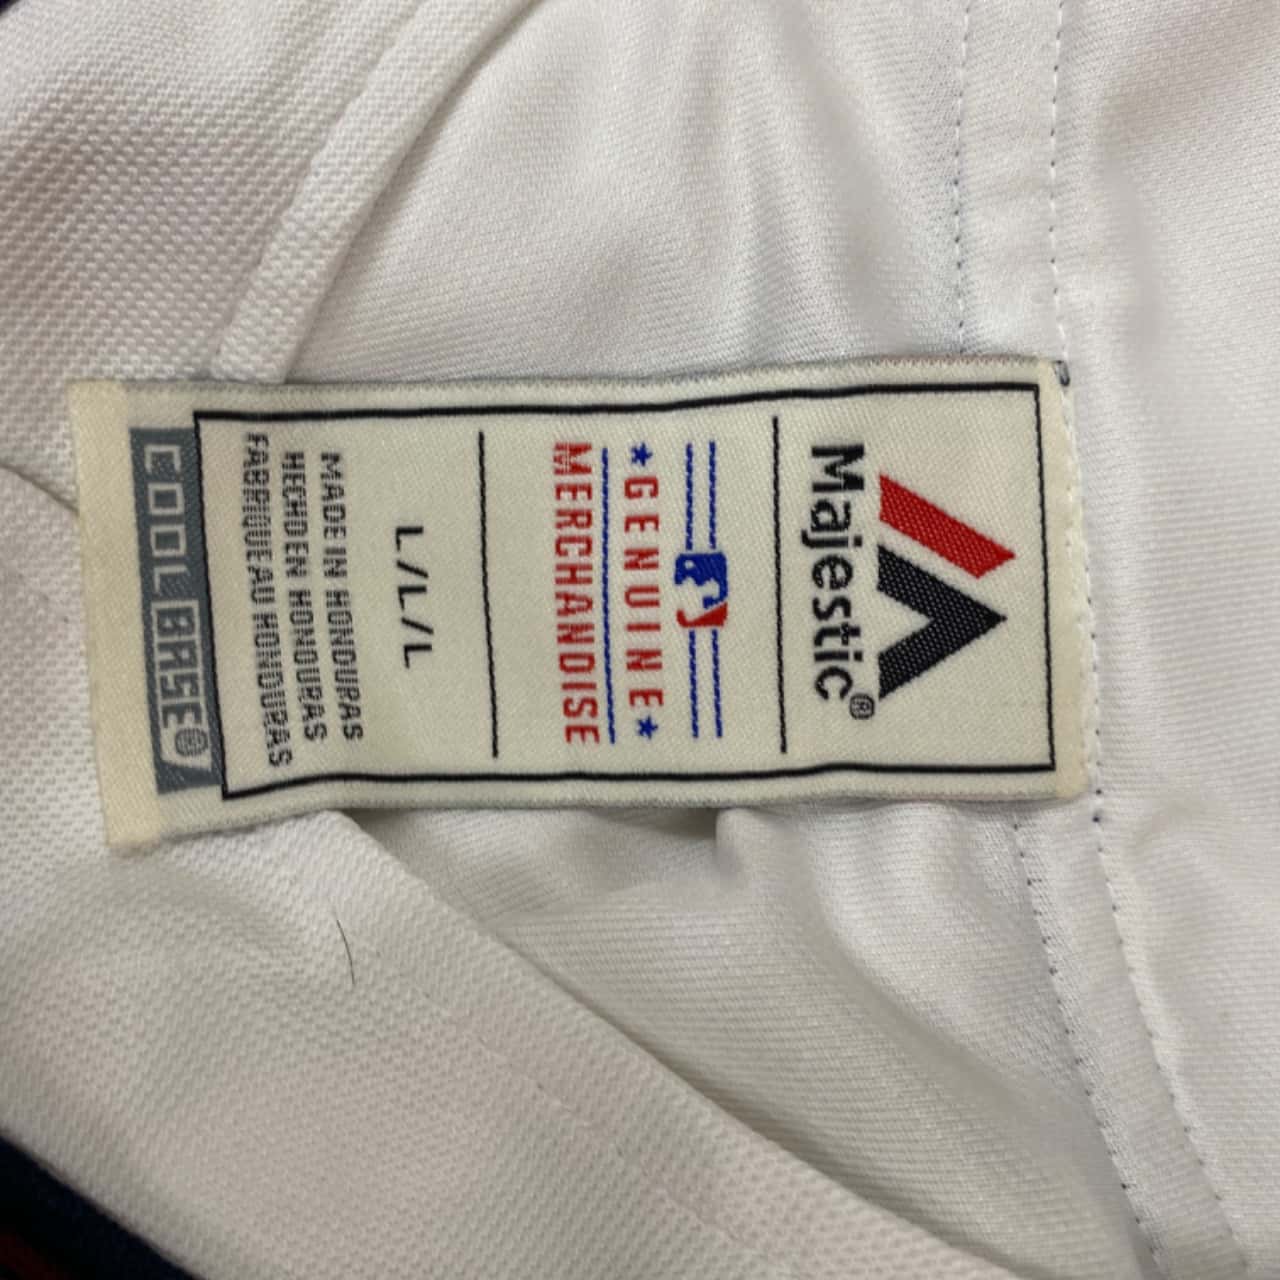 Majestic®
★GENUINE★
MERCHANDISE
L/L/L
MADE IN HONDURAS
HECHO EN HONDURAS
FABRIQUE AU HONDURAS
COOL BASE®